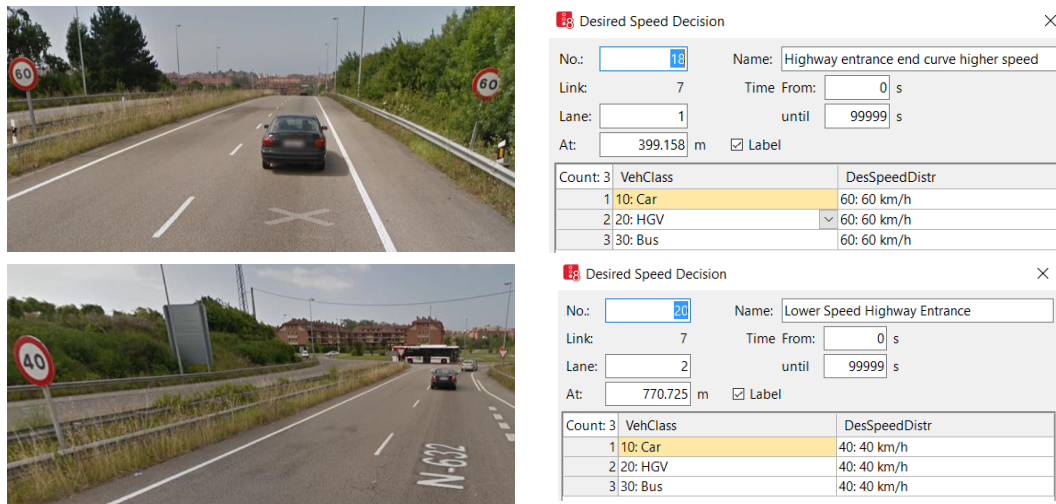 60
60
Desired Speed Decision
No.: 18 Name: Highway entrance end curve higher speed
Link: 7 Time From: 0 s
Lane: 1 until 99999 s
At: 399.158 m Label
Count: 3 VehClass DesSpeedDistr
1 10: Car 60: 60 km/h
2 20: HGV 60: 60 km/h
3 30: Bus 60: 60 km/h
40
N-632
Desired Speed Decision
No.: 20 Name: Lower Speed Highway Entrance
Link: 7 Time From: 0 s
Lane: 2 until 99999 s
At: 770.725 m Label
Count: 3 VehClass DesSpeedDistr
1 10: Car 40: 40 km/h
2 20: HGV 40: 40 km/h
3 30: Bus 40: 40 km/h